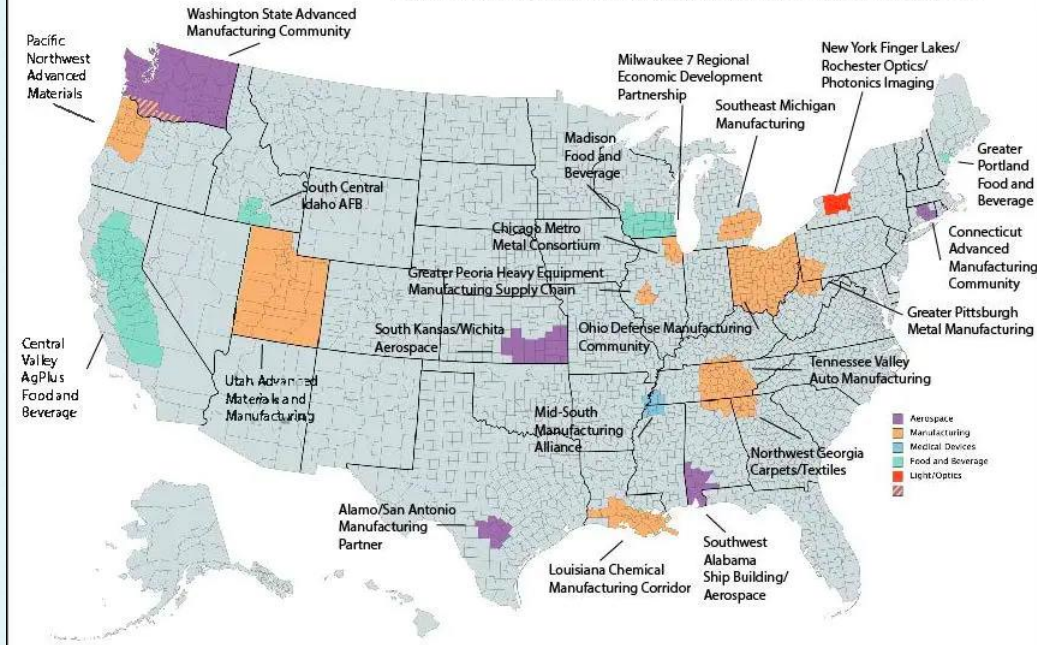 Washington State Advanced
Manufacturing Community
Pacific
Northwest
Advanced
Materials
Milwaukee 7 Regional
Economic Development
Partnership
New York Finger Lakes/
Rochester Optics/
Photonics Imaging
Southeast Michigan
Manufacturing
Madison
Food and
Beverage
Greater
Portland
Food and
Beverage
South Central
Idaho AFB
Chicago Metro
Metal Consortium
Connecticut
Advanced
Manufacturing
Community
Greater Peoria Heavy Equipment
Manufactuing Supply Chain
Greater Pittsburgh
Metal Manufacturing
South Kansas/Wichita
Aerospace
Ohio Defense Manufacturing
Community
Central
Valley
AgPlus
Food and
Beverage
Tennessee Valley
Auto Manufacturing
Utah Advanced
Materials and
Manufacturing
Mid-South
Manufacturing
Alliance
Aerospace
Manufacturing
Medical Devices
Food and Beverage
Light/Optics
Northwest Georgia
Carpets/Textiles
Alamo/San Antonio
Manufacturing
Partner
Southwest
Alabama
Ship Building/
Aerospace
Louisiana Chemical
Manufacturing Corridor